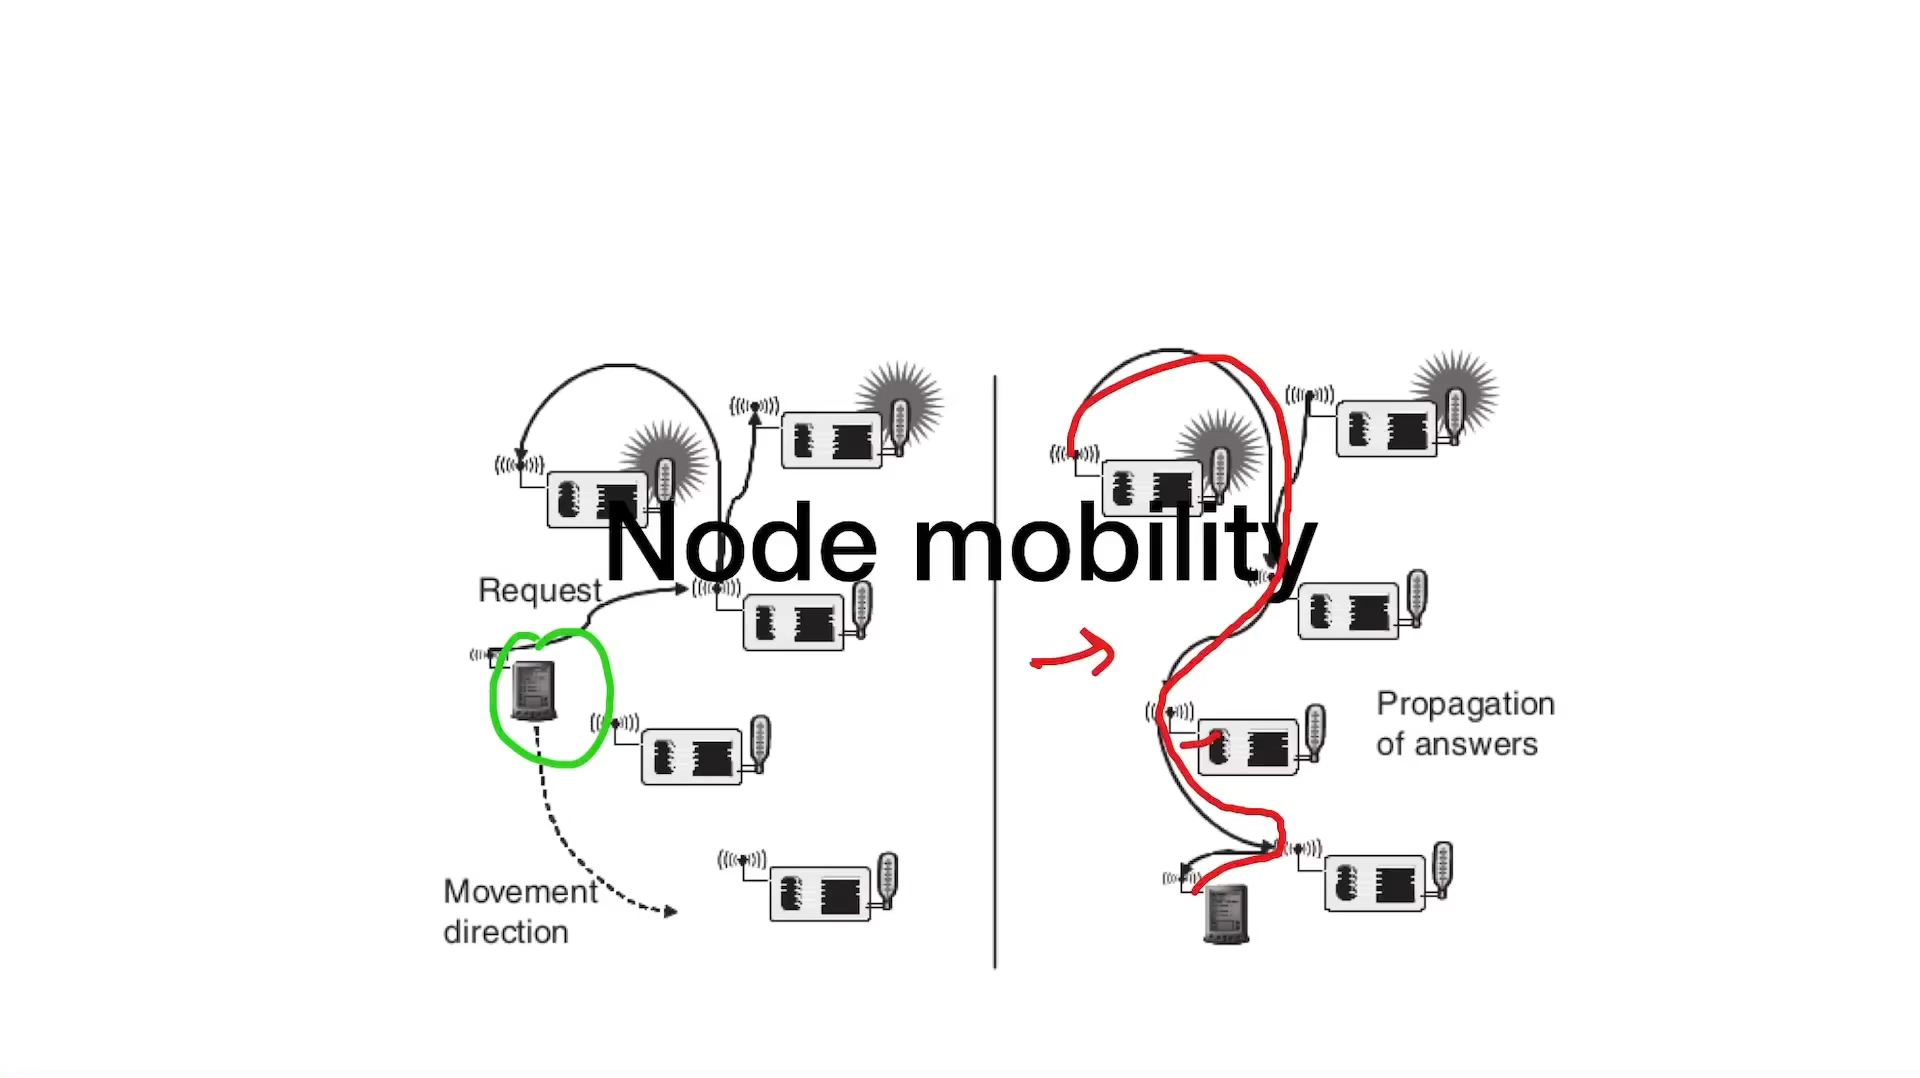 Node mobility
Request
Movement
direction
Propagation
of answers